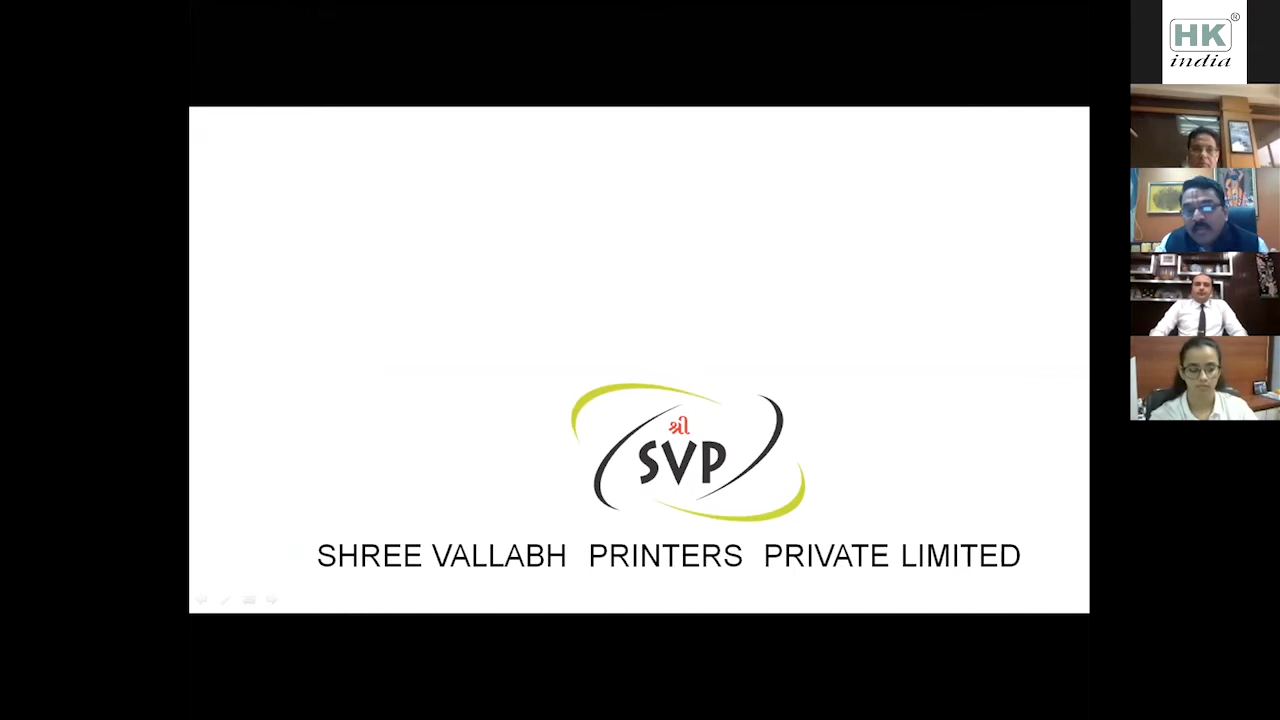 HK®
india
શ્રી
SVP
SHREE VALLABH PRINTERS PRIVATE LIMITED